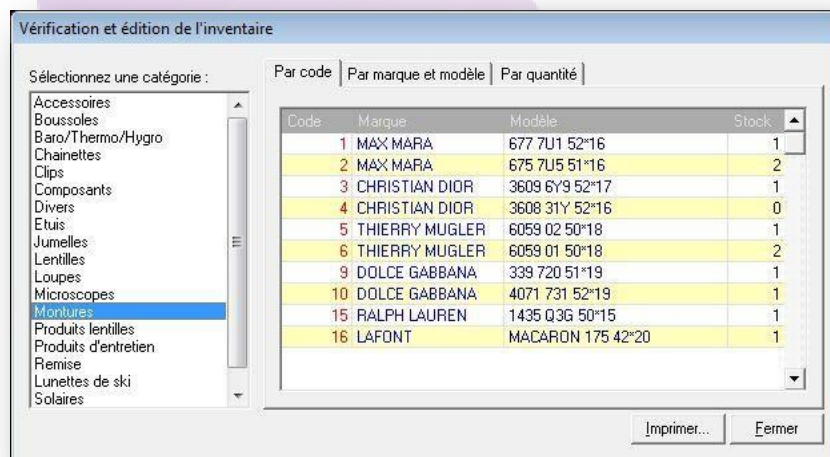 Vérification et édition de l'inventaire
Sélectionnez une catégorie :
Accessoires
Boussoles
Baro/Thermo/Hygro
Chainettes
Clips
Composants
Divers
Etuis
Jumelles
Lentilles
Loupes
Microscopes
Montures
Produits lentilles
Produits d'entretien
Remise
Lunettes de ski
Solaires
Par code Par marque et modèle Par quantité
Code Marque Modèle Stock
1 MAX MARA 677 7U1 52*16 1
2 MAX MARA 675 7U5 51*16 2
3 CHRISTIAN DIOR 3609 6Y9 52*17 1
4 CHRISTIAN DIOR 3608 31Y 52*16 0
5 THIERRY MUGLER 6059 02 50*18 1
6 THIERRY MUGLER 6059 01 50*18 2
9 DOLCE GABBANA 339 720 51*19 1
10 DOLCE GABBANA 4071 731 52*19 1
15 RALPH LAUREN 1435 Q3G 50*15 1
16 LAFONT MACARON 175 42*20 1
Imprimer... Fermer